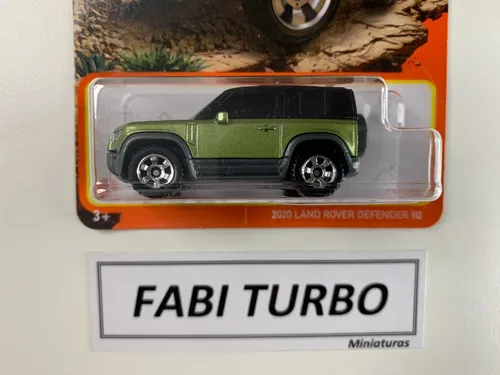 3+
2020 LAND ROVER DEFENDER 90
FABI TURBO
Miniaturas